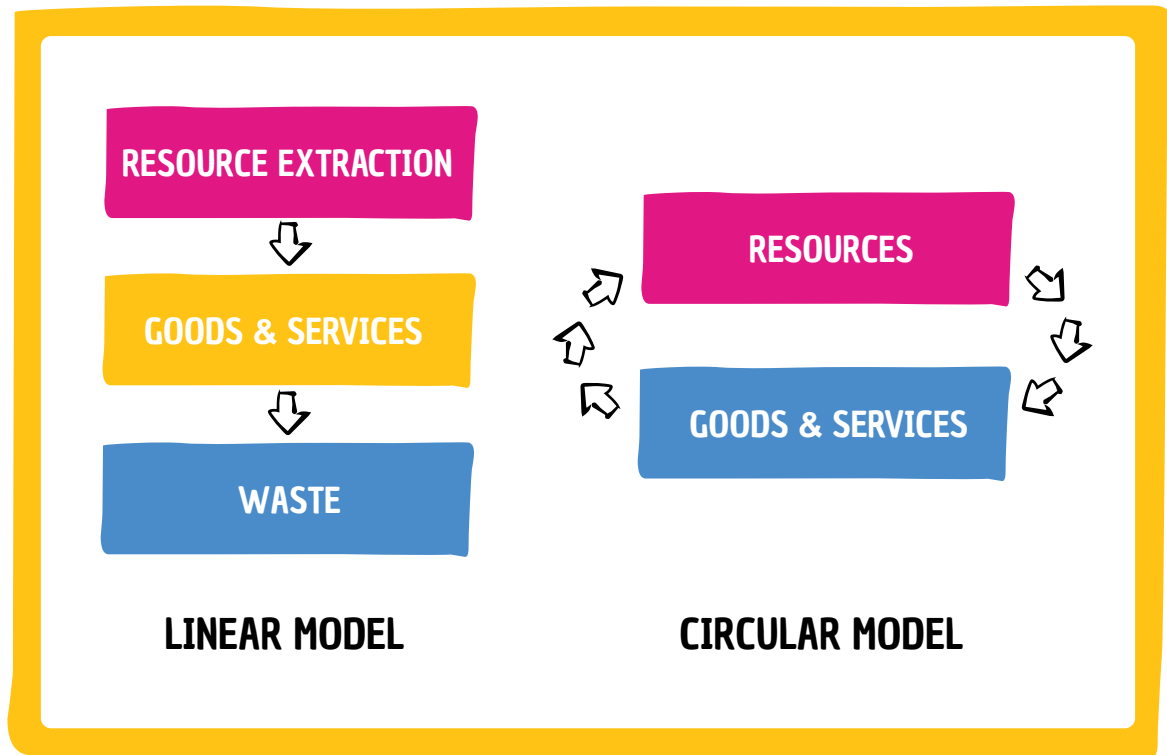 RESOURCE EXTRACTION
GOODS & SERVICES
WASTE
LINEAR MODEL
RESOURCES
GOODS & SERVICES
CIRCULAR MODEL